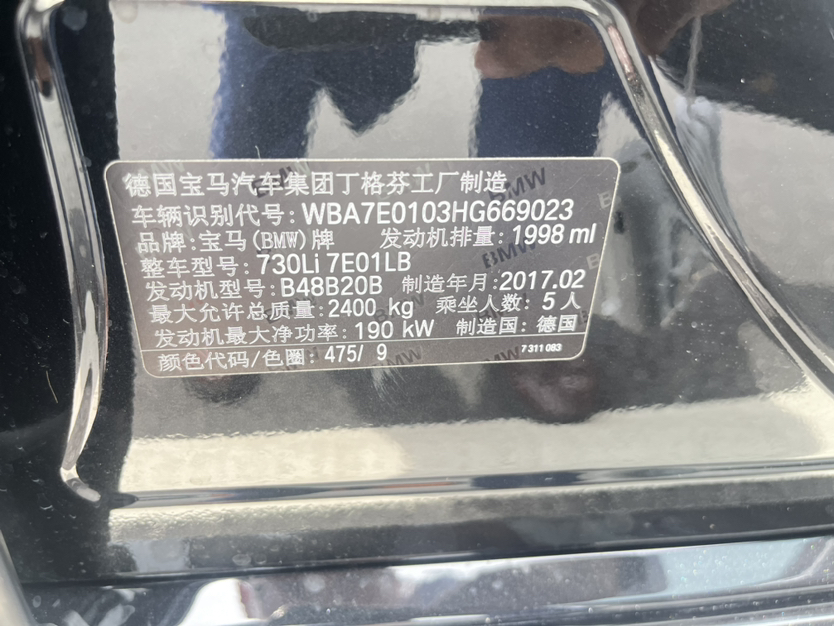 德国宝马汽车集团丁格芬工厂制造
车辆识别代号: WBA7E0103HG669023
品牌: 宝马(BMW)牌 发动机排量: 1998 ml
整车型号: 730Li 7E01LB
发动机型号: B48B20B 制造年月: 2017.02
最大允许总质量: 2400 kg 乘坐人数: 5 人
发动机最大净功率: 190 kW 制造国: 德国
颜色代码/色圈: 475/ 9 7 311 083